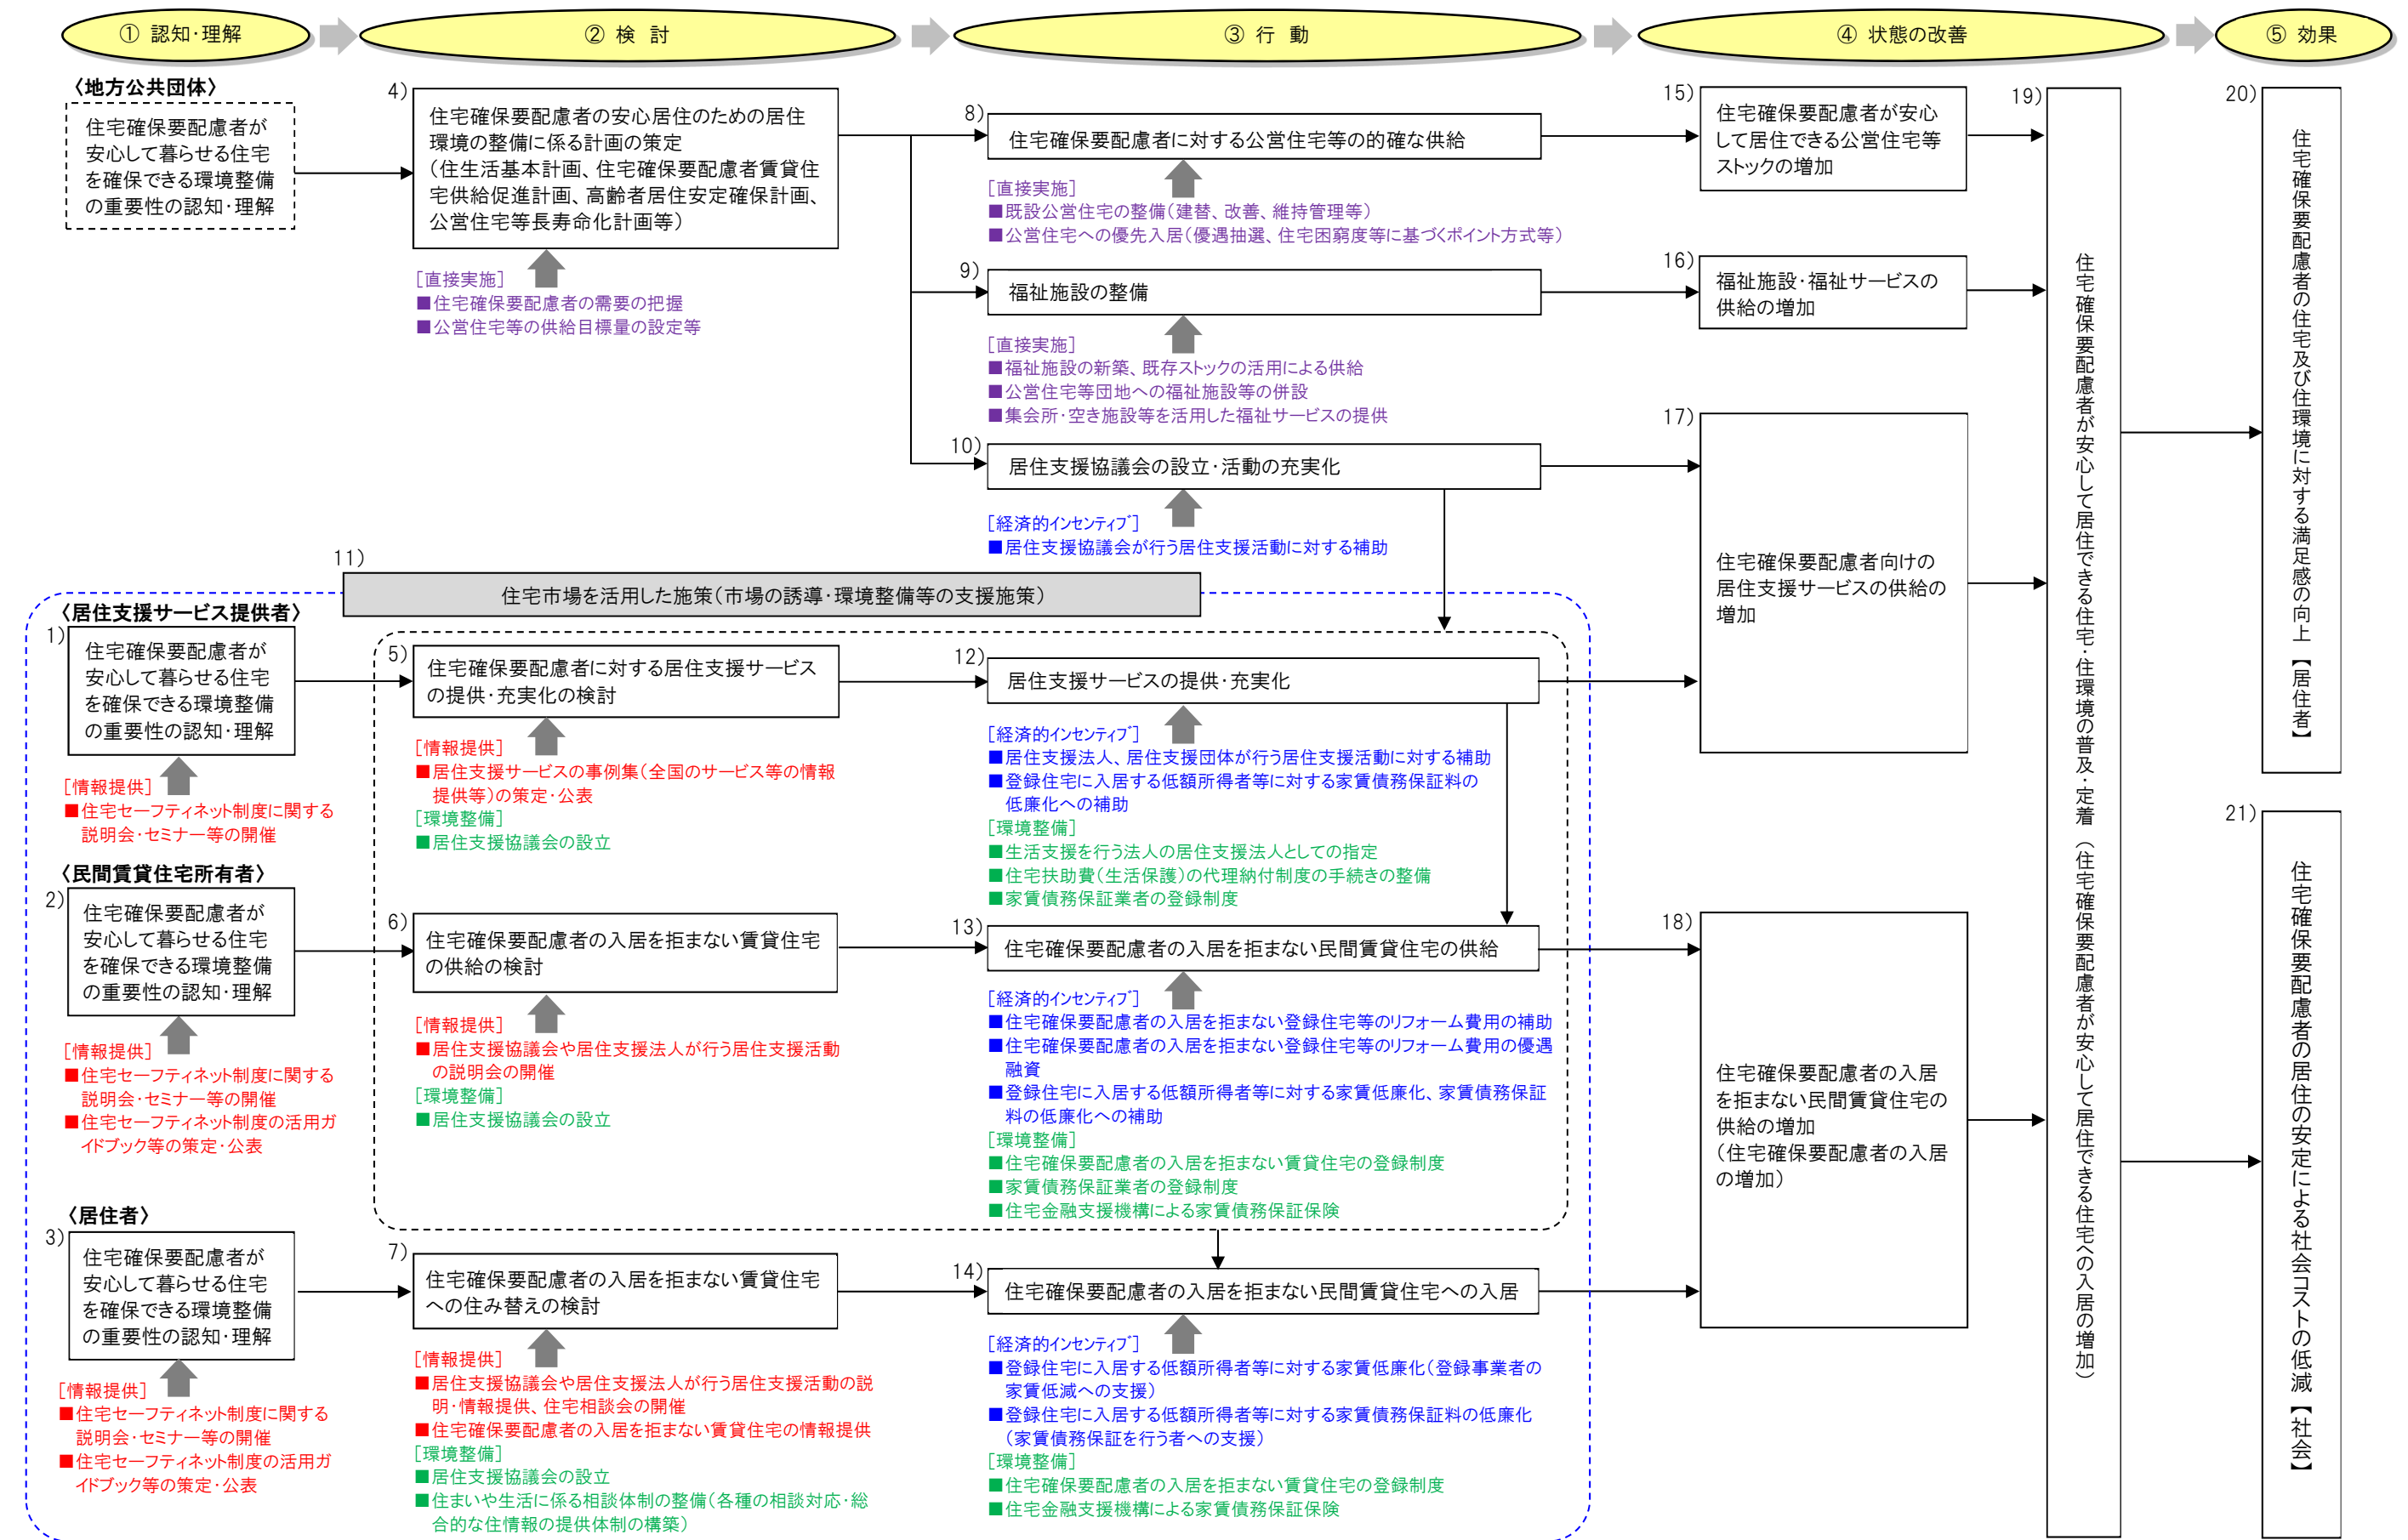 ① 認知・理解
② 検　討
③ 行　動
④ 状態の改善
⑤ 効果
〈地方公共団体〉
住宅確保要配慮者が
安心して暮らせる住宅
を確保できる環境整備
の重要性の認知・理解
4)
住宅確保要配慮者の安心居住のための居住
環境の整備に係る計画の策定
（住生活基本計画、住宅確保要配慮者賃貸住
宅供給促進計画、高齢者居住安定確保計画、
公営住宅等長寿命化計画等）
[直接実施]
■住宅確保要配慮者の需要の把握
■公営住宅等の供給目標量の設定等
8)
住宅確保要配慮者に対する公営住宅等の的確な供給
[直接実施]
■既設公営住宅の整備（建替、改善、維持管理等）
■公営住宅への優先入居（優遇抽選、住宅困窮度等に基づくポイント方式等）
9)
福祉施設の整備
[直接実施]
■福祉施設の新築、既存ストックの活用による供給
■公営住宅等団地への福祉施設等の併設
■集会所・空き施設等を活用した福祉サービスの提供
10)
居住支援協議会の設立・活動の充実化
[経済的インセンティブ]
■居住支援協議会が行う居住支援活動に対する補助
11)
住宅市場を活用した施策（市場の誘導・環境整備等の支援施策）
〈居住支援サービス提供者〉
1)
住宅確保要配慮者が
安心して暮らせる住宅
を確保できる環境整備
の重要性の認知・理解
[情報提供]
■住宅セーフティネット制度に関する
説明会・セミナー等の開催
5)
住宅確保要配慮者に対する居住支援サービス
の提供・充実化の検討
[情報提供]
■居住支援サービスの事例集（全国のサービス等の情報
提供等）の策定・公表
[環境整備]
■居住支援協議会の設立
12)
居住支援サービスの提供・充実化
[経済的インセンティブ]
■居住支援法人、居住支援団体が行う居住支援活動に対する補助
■登録住宅に入居する低額所得者等に対する家賃債務保証料の
低廉化への補助
[環境整備]
■生活支援を行う法人の居住支援法人としての指定
■住宅扶助費（生活保護）の代理納付制度の手続きの整備
■家賃債務保証業者の登録制度
〈民間賃貸住宅所有者〉
2)
住宅確保要配慮者が
安心して暮らせる住宅
を確保できる環境整備
の重要性の認知・理解
[情報提供]
■住宅セーフティネット制度に関する
説明会・セミナー等の開催
■住宅セーフティネット制度の活用ガ
イドブック等の策定・公表
6)
住宅確保要配慮者の入居を拒まない賃貸住宅
の供給の検討
[情報提供]
■居住支援協議会や居住支援法人が行う居住支援活動
の説明会の開催
[環境整備]
■居住支援協議会の設立
13)
住宅確保要配慮者の入居を拒まない民間賃貸住宅の供給
[経済的インセンティブ]
■住宅確保要配慮者の入居を拒まない登録住宅等のリフォーム費用の補助
■住宅確保要配慮者の入居を拒まない登録住宅等のリフォーム費用の優遇
融資
■登録住宅に入居する低額所得者等に対する家賃低廉化、家賃債務保証
料の低廉化への補助
[環境整備]
■住宅確保要配慮者の入居を拒まない賃貸住宅の登録制度
■家賃債務保証業者の登録制度
■住宅金融支援機構による家賃債務保証保険
〈居住者〉
3)
住宅確保要配慮者が
安心して暮らせる住宅
を確保できる環境整備
の重要性の認知・理解
[情報提供]
■住宅セーフティネット制度に関する
説明会・セミナー等の開催
■住宅セーフティネット制度の活用ガ
イドブック等の策定・公表
7)
住宅確保要配慮者の入居を拒まない賃貸住宅
への住み替えの検討
[情報提供]
■居住支援協議会や居住支援法人が行う居住支援活動の説
明・情報提供、住宅相談会の開催
■住宅確保要配慮者の入居を拒まない賃貸住宅の情報提供
[環境整備]
■居住支援協議会の設立
■住まいや生活に係る相談体制の整備（各種の相談対応・総
合的な住情報の提供体制の構築）
14)
住宅確保要配慮者の入居を拒まない民間賃貸住宅への入居
[経済的インセンティブ]
■登録住宅に入居する低額所得者等に対する家賃低廉化（登録事業者の
家賃低減への支援）
■登録住宅に入居する低額所得者等に対する家賃債務保証料の低廉化
（家賃債務保証を行う者への支援）
[環境整備]
■住宅確保要配慮者の入居を拒まない賃貸住宅の登録制度
■住宅金融支援機構による家賃債務保証保険
15)
住宅確保要配慮者が安心
して居住できる公営住宅等
ストックの増加
16)
福祉施設・福祉サービスの
供給の増加
17)
住宅確保要配慮者向けの
居住支援サービスの供給の
増加
18)
住宅確保要配慮者の入居
を拒まない民間賃貸住宅の
供給の増加
（住宅確保要配慮者の入居
の増加）
19)
住宅確保要配慮者が安心して居住できる住宅・住環境の普及・定着（住宅確保要配慮者が安心して居住できる住宅への入居の増加）
20)
住宅確保要配慮者の住宅及び住環境に対する満足感の向上【居住者】
21)
住宅確保要配慮者の居住の安定による社会コストの低減【社会】